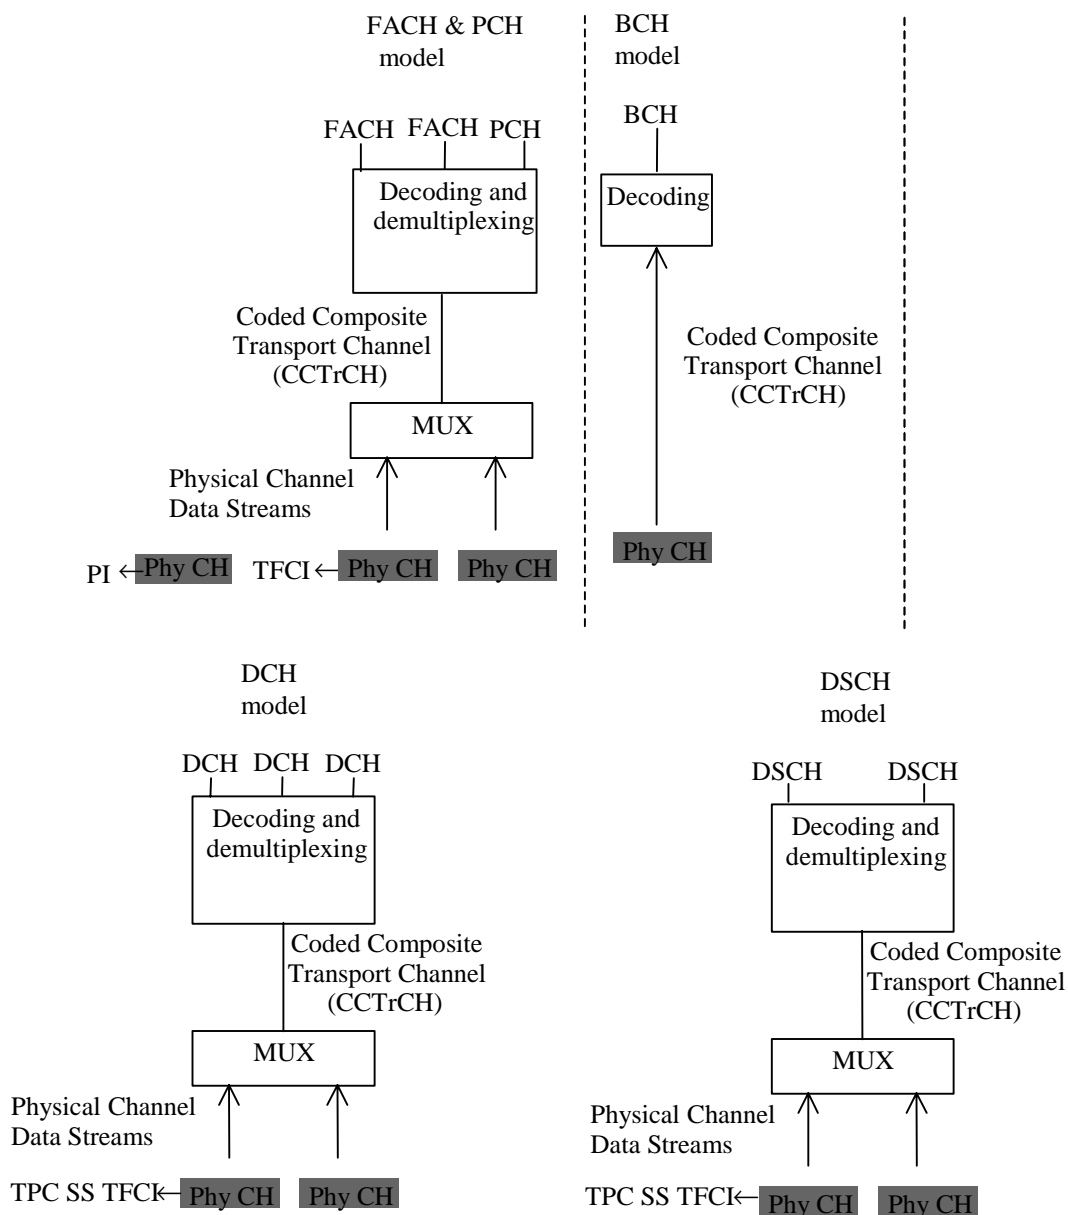 FACH & PCH
model
BCH
model
FACH FACH PCH
BCH
Decoding and
demultiplexing
Decoding
Coded Composite
Transport Channel
(CCTrCH)
Coded Composite
Transport Channel
(CCTrCH)
MUX
Physical Channel
Data Streams
PI
Phy CH
TFCI
Phy CH
Phy CH
Phy CH
DCH
model
DSCH
model
DCH DCH DCH
DSCH DSCH
Decoding and
demultiplexing
Decoding and
demultiplexing
Coded Composite
Transport Channel
(CCTrCH)
Coded Composite
Transport Channel
(CCTrCH)
MUX
MUX
Physical Channel
Data Streams
Physical Channel
Data Streams
TPC SS TFCI
Phy CH
Phy CH
TPC SS TFCI
Phy CH
Phy CH